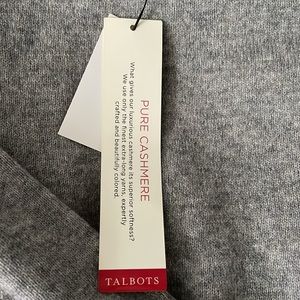 PURE CASHMERE
What gives our luxurious cashmere its superior softness?
We use only the finest extra-long yarns, expertly
crafted and beautifully colored.
TALBOTS